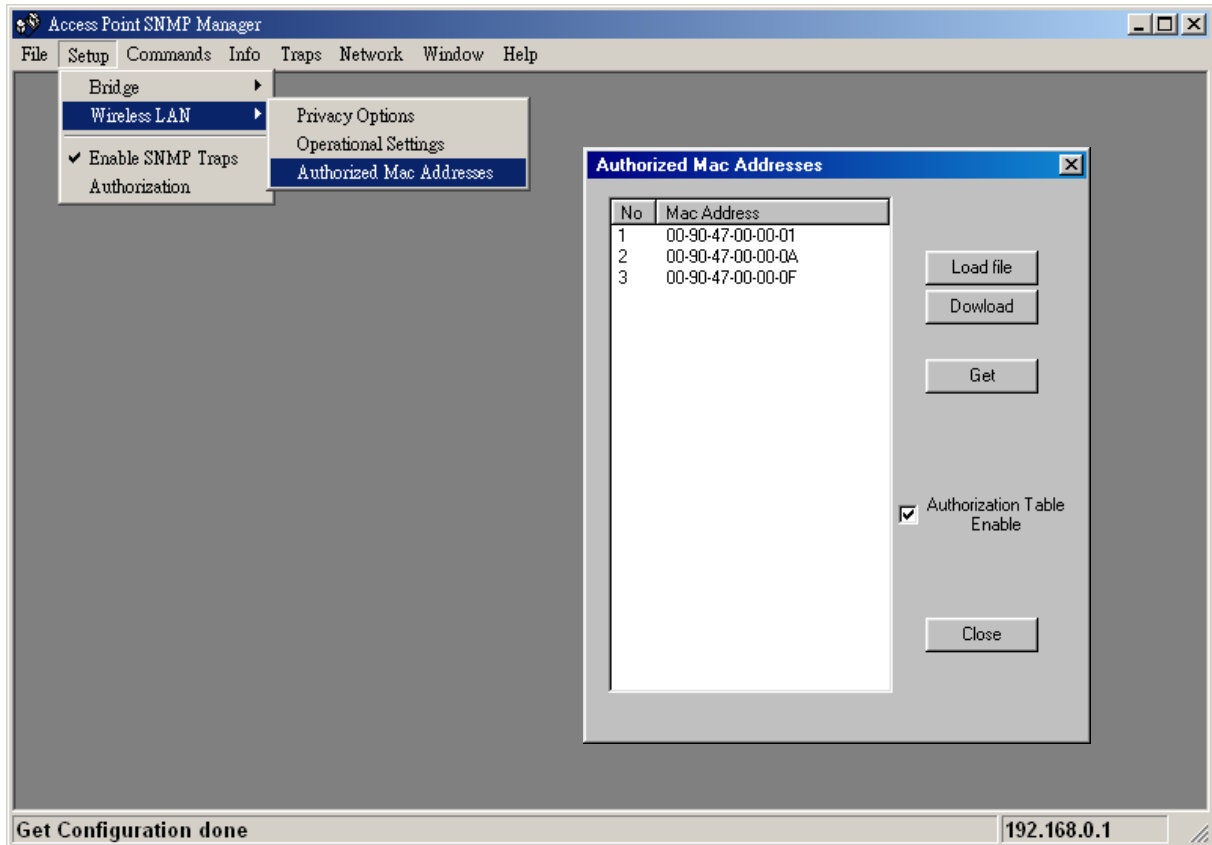 Access Point SNMP Manager
File Setup Commands Info Traps Network Window Help
Bridge
Wireless LAN
Enable SNMP Traps
Authorization
Privacy Options
Operational Settings
Authorized Mac Addresses
Authorized Mac Addresses
No Mac Address
1 00-90-47-00-00-01
2 00-90-47-00-00-0A
3 00-90-47-00-00-0F
Load file
Dowload
Get
Authorization Table
Enable
Close
Get Configuration done 192.168.0.1